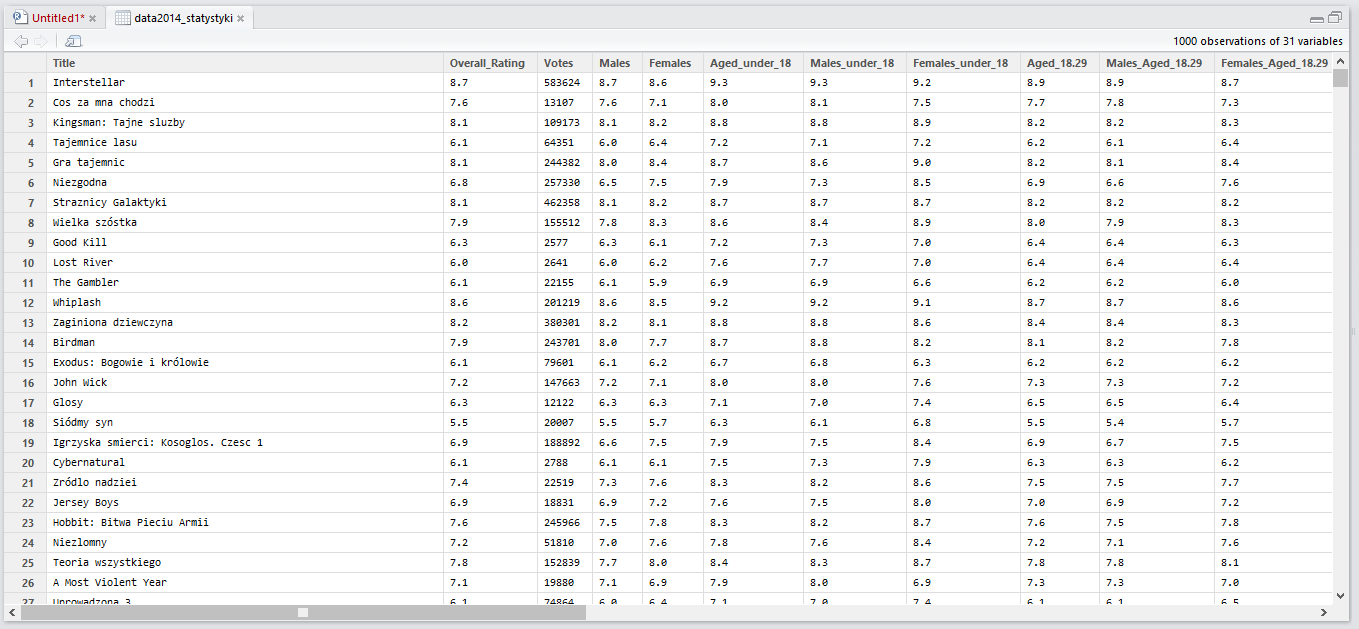 Untitled1* data2014_statystyki
1000 observations of 31 variables
Title Overall_Rating Votes Males Females Aged_under_18 Males_under_18 Females_under_18 Aged_18.29 Males_Aged_18.29 Females_Aged_18.29
1 Interstellar 8.7 583624 8.7 8.6 9.3 9.3 9.2 8.9 8.9 8.7
2 Cos za mna chodzi 7.6 13107 7.6 7.1 8.0 8.1 7.5 7.7 7.8 7.3
3 Kingsman: Tajne sluzby 8.1 109173 8.1 8.2 8.8 8.8 8.9 8.2 8.2 8.3
4 Tajemnice lasu 6.1 64351 6.0 6.4 7.2 7.1 7.2 6.2 6.1 6.4
5 Gra tajemnic 8.1 244382 8.0 8.4 8.7 8.6 9.0 8.2 8.1 8.4
6 Niezgodna 6.8 257330 6.5 7.5 7.9 7.3 8.5 6.9 6.6 7.6
7 Straznicy Galaktyki 8.1 462358 8.1 8.2 8.7 8.7 8.7 8.2 8.2 8.2
8 Wielka szóstka 7.9 155512 7.8 8.3 8.6 8.4 8.9 8.0 7.9 8.3
9 Good Kill 6.3 2577 6.3 6.1 7.2 7.3 7.0 6.4 6.4 6.3
10 Lost River 6.0 2641 6.0 6.2 7.6 7.7 7.0 6.4 6.4 6.4
11 The Gambler 6.1 22155 6.1 5.9 6.9 6.9 6.6 6.2 6.2 6.0
12 Whiplash 8.6 201219 8.6 8.5 9.2 9.2 9.1 8.7 8.7 8.6
13 Zaginiona dziewczyna 8.2 380301 8.2 8.1 8.8 8.8 8.6 8.4 8.4 8.3
14 Birdman 7.9 243701 8.0 7.7 8.7 8.8 8.2 8.1 8.2 7.8
15 Exodus: Bogowie i królowie 6.1 79601 6.1 6.2 6.7 6.8 6.3 6.2 6.2 6.2
16 John Wick 7.2 147663 7.2 7.1 8.0 8.0 7.6 7.3 7.3 7.2
17 Glosy 6.3 12122 6.3 6.3 7.1 7.0 7.4 6.5 6.5 6.4
18 Siódmy syn 5.5 20007 5.5 5.7 6.3 6.1 6.8 5.5 5.4 5.7
19 Igrzyska smierci: Kosoglos. Czesc 1 6.9 188892 6.6 7.5 7.9 7.5 8.4 6.9 6.7 7.5
20 Cybernatural 6.1 2788 6.1 6.1 7.5 7.3 7.9 6.3 6.3 6.2
21 Zródlo nadziei 7.4 22519 7.3 7.6 8.3 8.2 8.6 7.5 7.5 7.7
22 Jersey Boys 6.9 18831 6.9 7.2 7.6 7.5 8.0 7.0 6.9 7.2
23 Hobbit: Bitwa Pieciu Armii 7.6 245966 7.5 7.8 8.3 8.2 8.7 7.6 7.5 7.8
24 Niezlomny 7.2 51810 7.0 7.6 7.8 7.6 8.4 7.2 7.1 7.6
25 Teoria wszystkiego 7.8 152839 7.7 8.0 8.4 8.3 8.7 7.8 7.8 8.1
26 A Most Violent Year 7.1 19880 7.1 6.9 7.9 8.0 6.9 7.3 7.3 7.0
27 Uprowadzona 3 6.1 74864 6.0 6.4 7.1 7.0 7.4 6.1 6.1 6.5